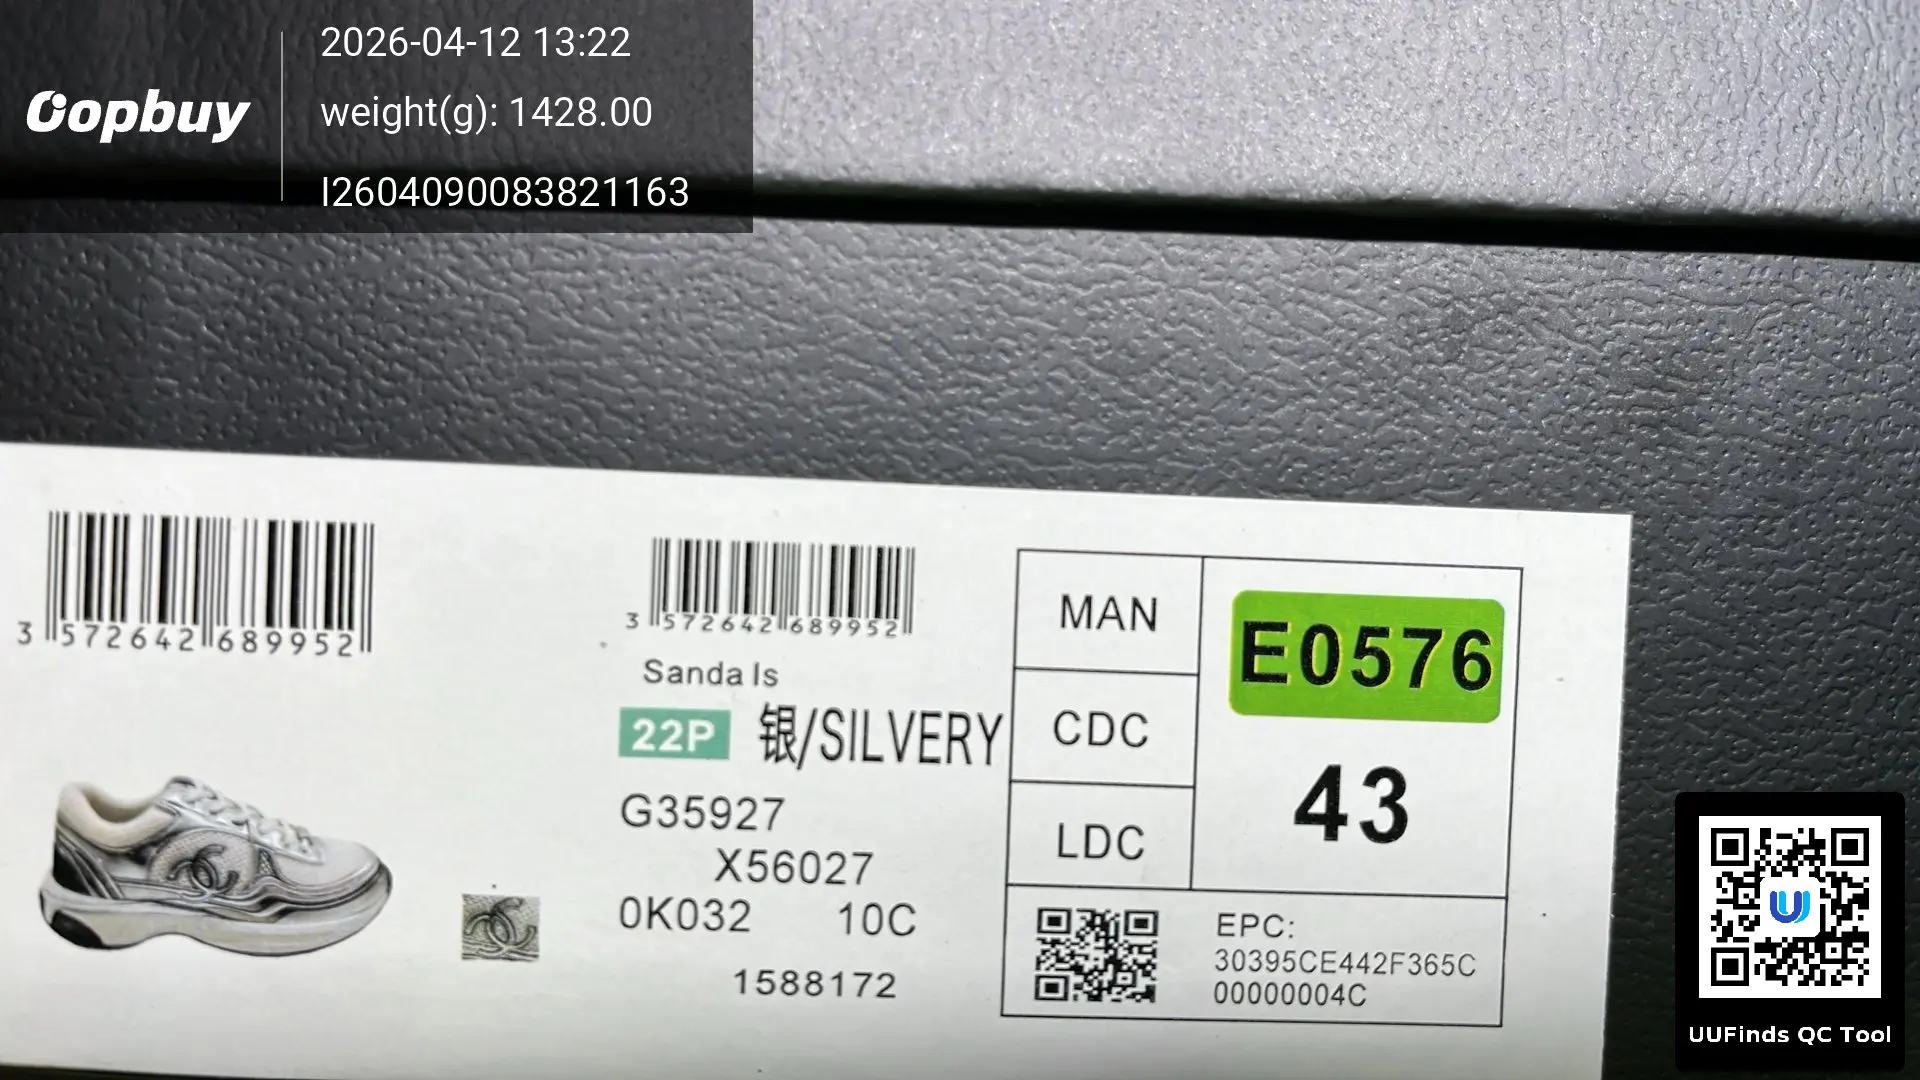 Oopbuy
2026-04-12 13:22
weight(g): 1428.00
I2604090083821163
3 572642 689952
3 572642 689952
Sanda Is
22P 银/SILVERY
G35927
X56027
0K032 10C
1588172
MAN
CDC
LDC
E0576
43
EPC:
30395CE442F365C
00000004C
UUFinds QC Tool